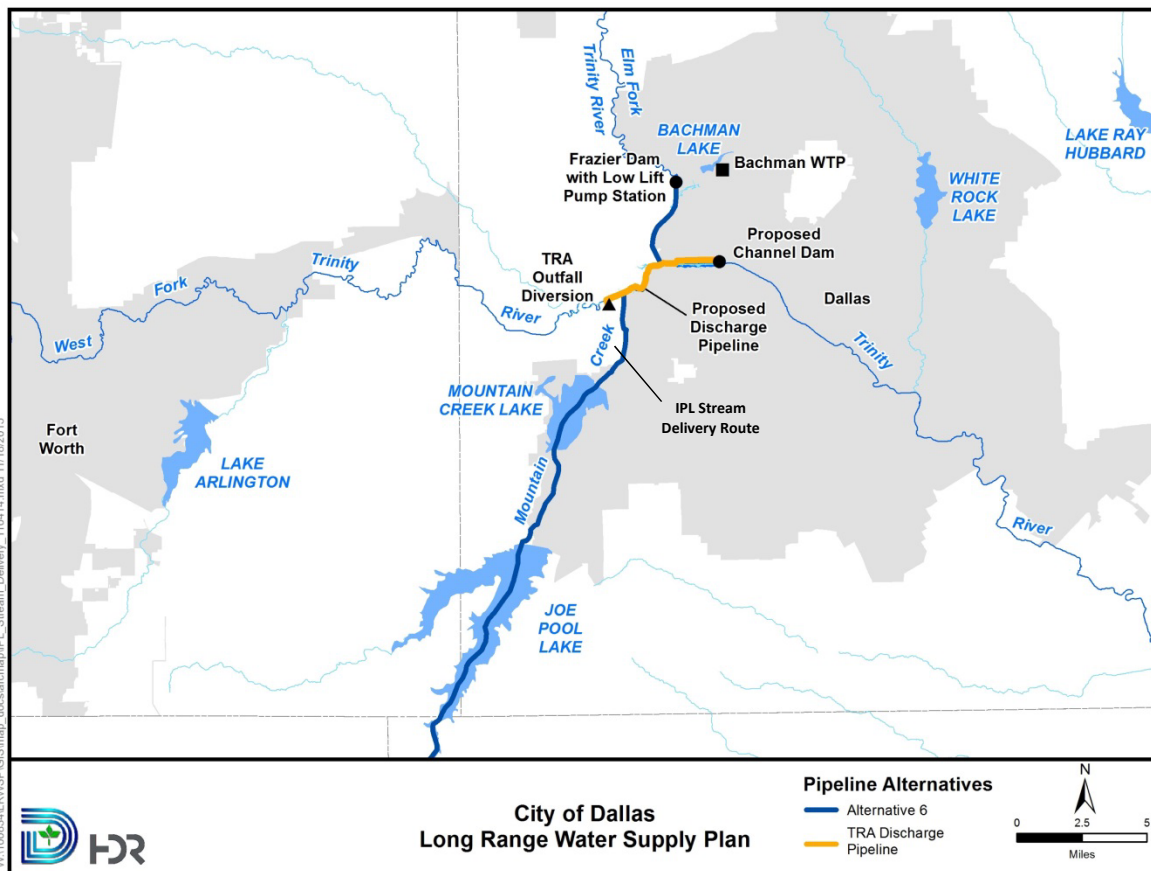 Elm Fork
Trinity River
BACHMAN
LAKE
Bachman WTP
Frazier Dam
with Low Lift
Pump Station
LAKE RAY
HUBBARD
WHITE
ROCK
LAKE
Proposed
Channel Dam
TRA
Outfall
Diversion
Dallas
Proposed
Discharge
Pipeline
West
Fork
Trinity
River
Trinity
River
Creek
Mountain
MOUNTAIN
CREEK LAKE
IPL Stream
Delivery Route
Fort
Worth
LAKE
ARLINGTON
JOE
POOL
LAKE
City of Dallas
Long Range Water Supply Plan
Pipeline Alternatives
Alternative 6
TRA Discharge
Pipeline
N
0 2.5 5
Miles
HDR